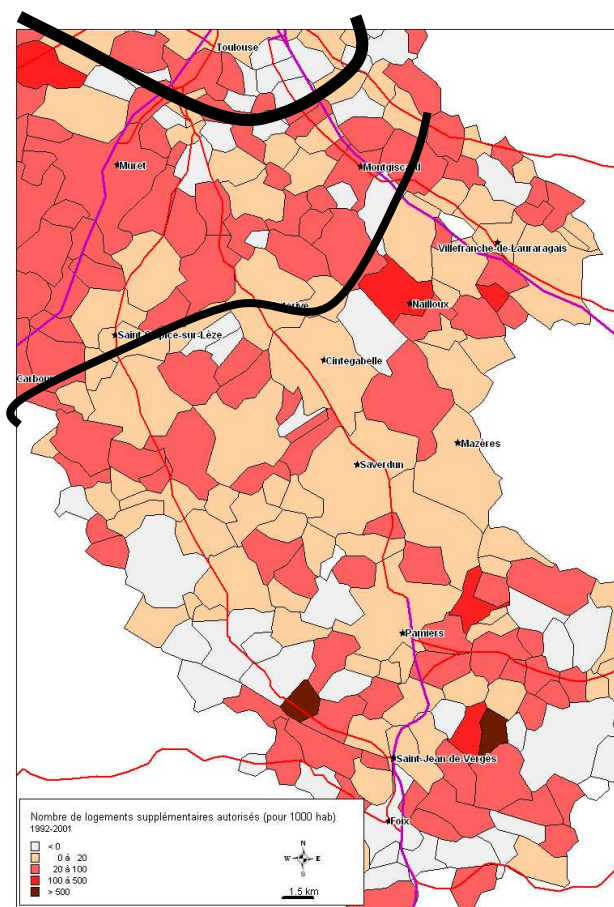 Toulouse
Muret
Montgiscard
Villefranche-de-Lauraragais
Nailloux
Saint-Sulpice-sur-Lèze
Cintegabelle
Mazères
Saverdun
Pamiers
Saint-Jean de Vergès
Foix
Nombre de logements supplémentaires autorisés (pour 1000 hab)
1992-2001
< 0
0 à 20
20 à 100
100 à 500
> 500
N
W E
S
1.5 km